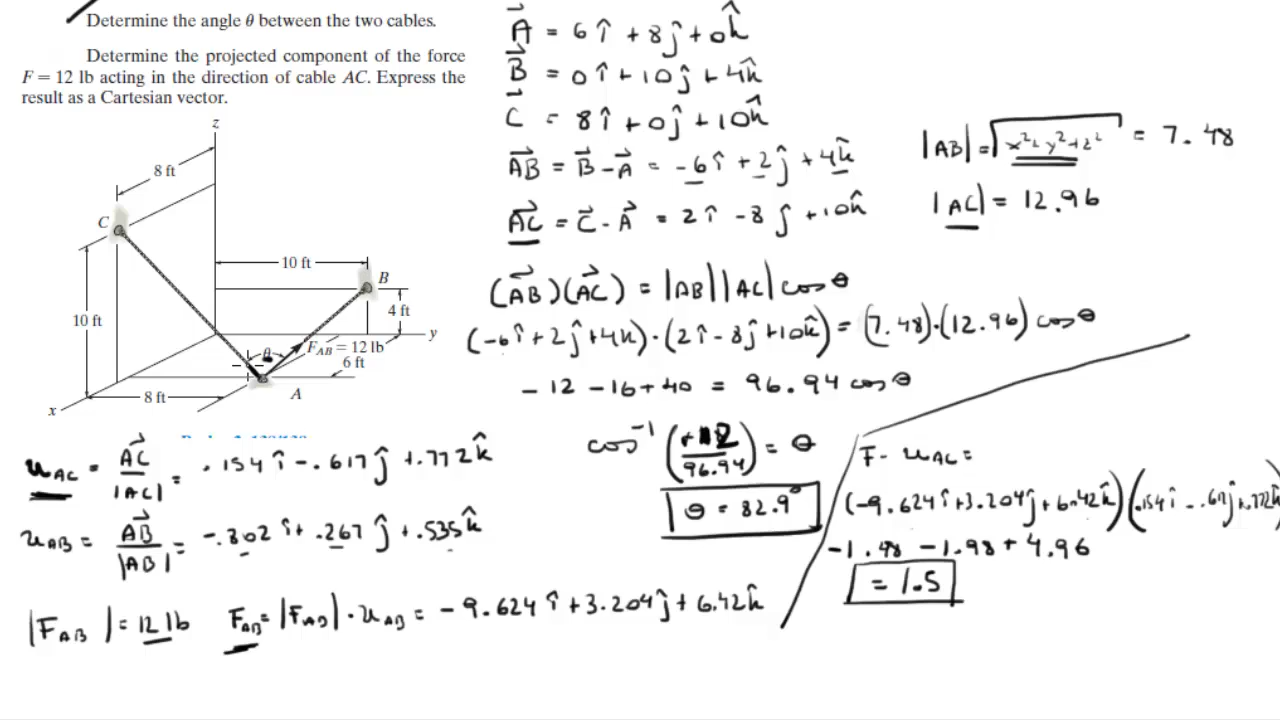 Determine the angle θ between the two cables.
Determine the projected component of the force
F = 12 lb acting in the direction of cable AC. Express the
result as a Cartesian vector.
z
8 ft
C
10 ft
B
4 ft
10 ft
y
θ
F_AB = 12 lb
6 ft
8 ft
A
x
A⃗ = 6î + 8ĵ + 0k̂
B⃗ = 0î + 10ĵ + 4k̂
C⃗ = 8î + 0ĵ + 10k̂
AB⃗ = B⃗ - A⃗ = -6î + 2ĵ + 4k̂
AC⃗ = C⃗ - A⃗ = 2î - 8ĵ + 10k̂
|AB| = √(x² + y² + z²) = 7.48
|AC| = 12.96
(AB⃗)(AC⃗) = |AB||AC| cos θ
(-6î + 2ĵ + 4k)·(2î - 8ĵ + 10k̂) = (7.48)·(12.96) cos θ
-12 - 16 + 40 = 96.94 cos θ
cos⁻¹(+12/96.94) = θ
θ = 82.9°
u_AC = AC⃗/|AC| = .154î - .617ĵ + .772k̂
u_AB = AB⃗/|AB| = -.802î + .267ĵ + .535k̂
|F_AB| = 12 lb F_AB = |F_AB|·u_AB = -9.624î + 3.204ĵ + 6.42k̂
F· u_AC =
(-9.624î + 3.204ĵ + 6.42k̂)(.154î - .617ĵ + .772k̂
-1.48 - 1.98 + 4.96
= 1.5